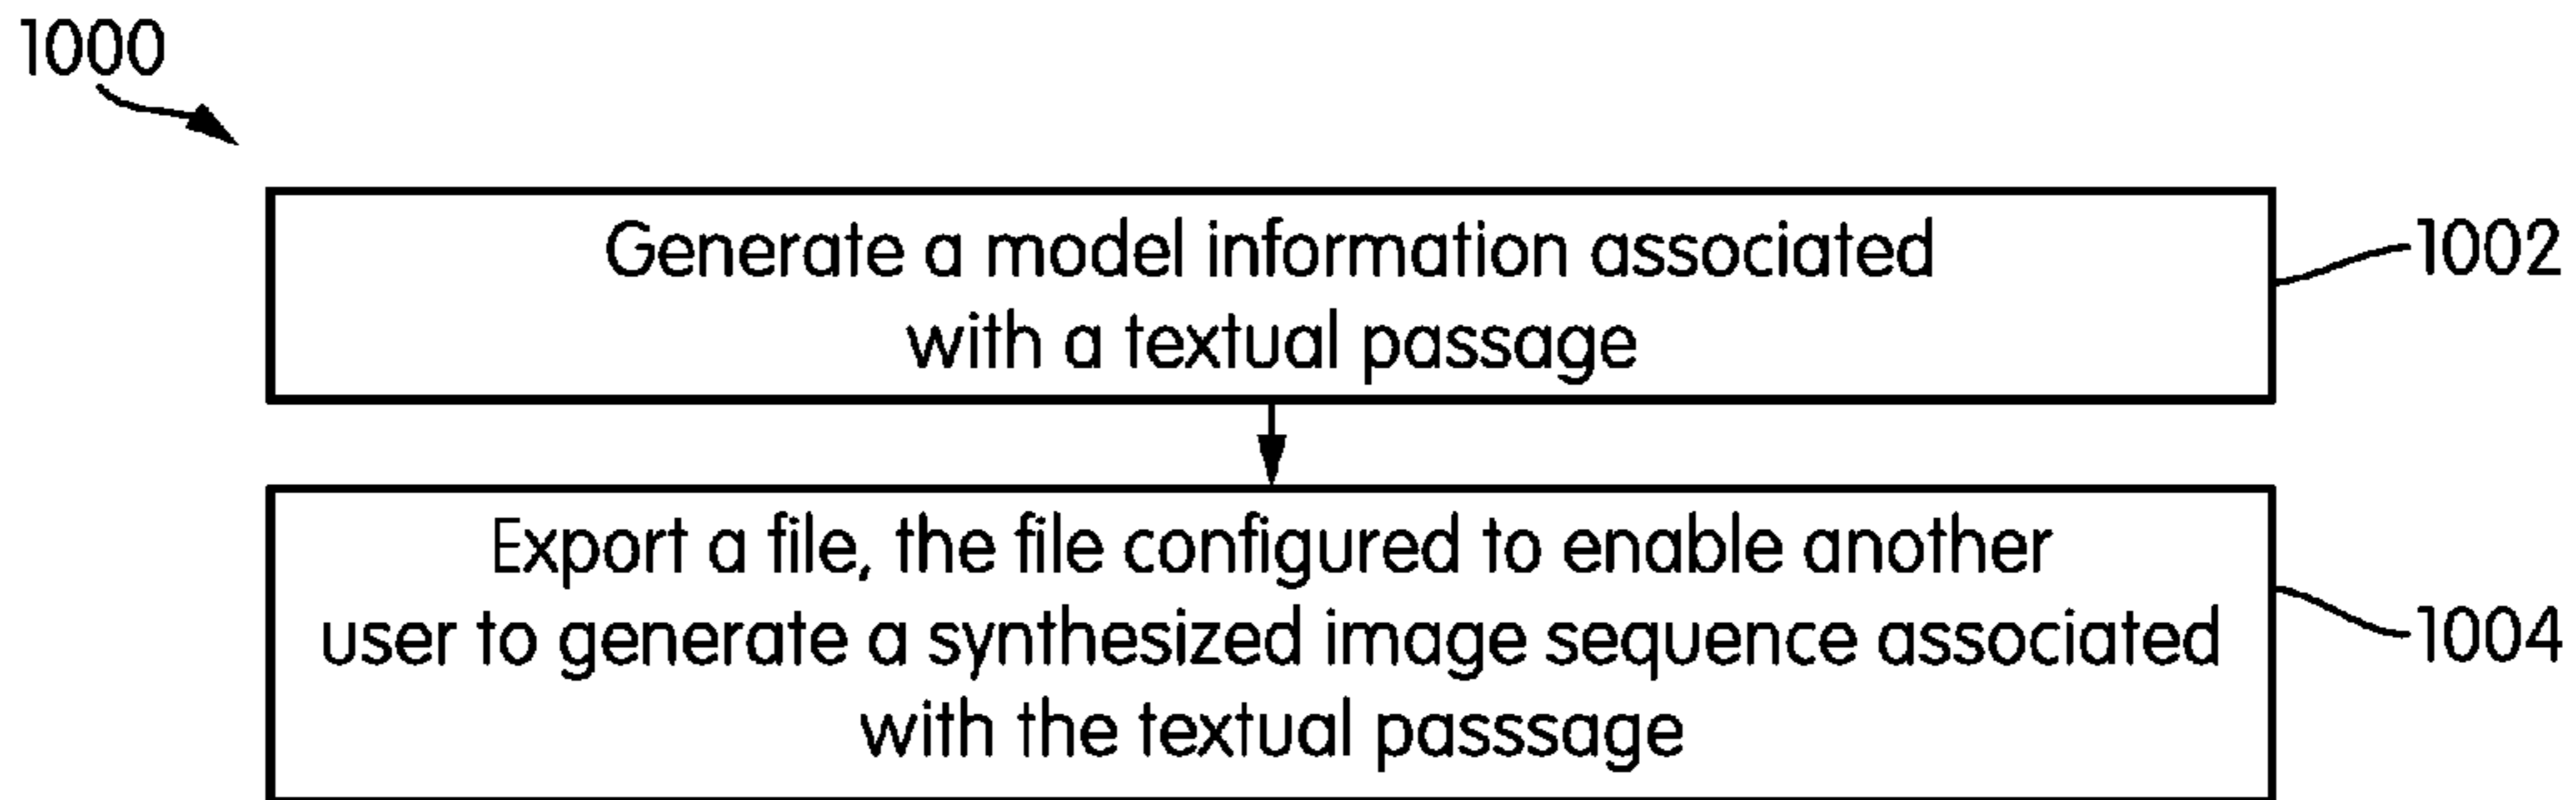 1000
Generate a model information associated
with a textual passage
1002
Export a file, the file configured to enable another
user to generate a synthesized image sequence associated
with the textual passsage
1004